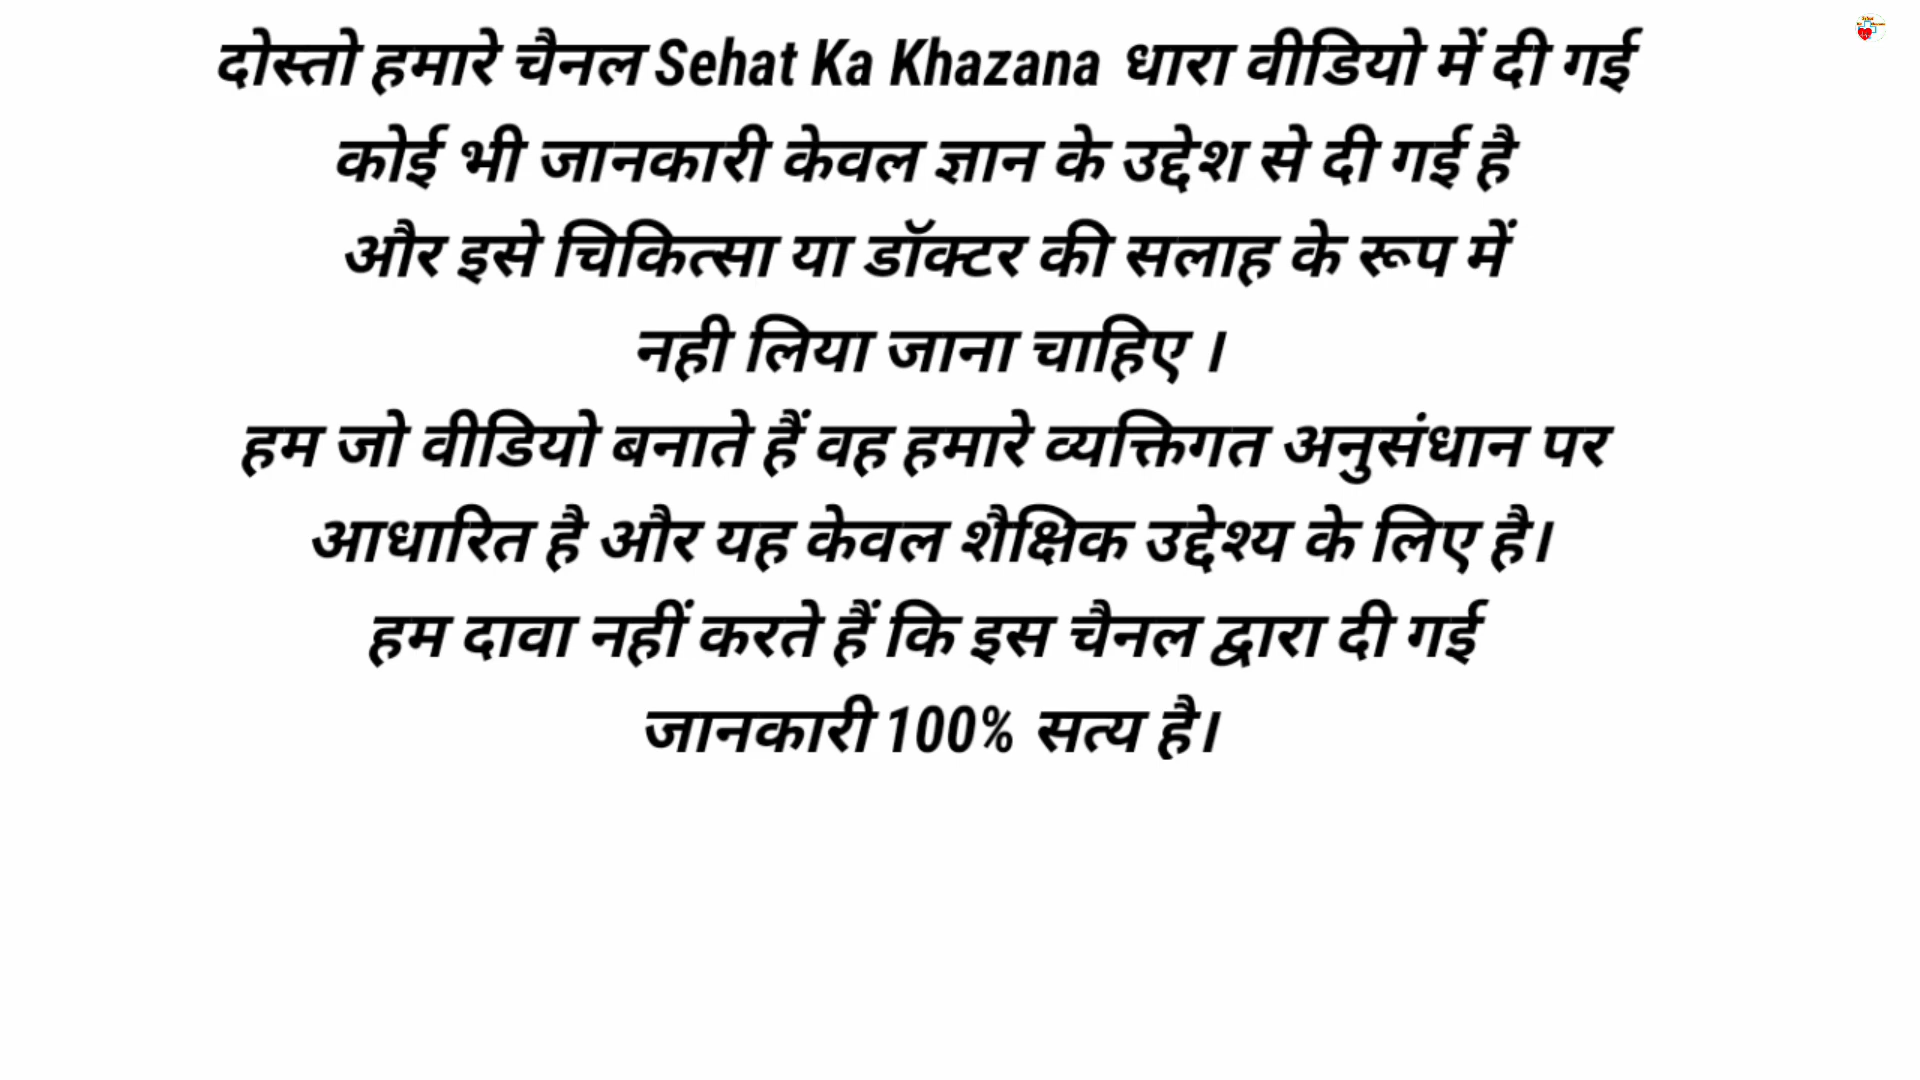 दोस्तो हमारे चैनल Sehat Ka Khazana धारा वीडियो में दी गई
कोई भी जानकारी केवल ज्ञान के उद्देश से दी गई है
और इसे चिकित्सा या डॉक्टर की सलाह के रूप में
नही लिया जाना चाहिए ।
हम जो वीडियो बनाते हैं वह हमारे व्यक्तिगत अनुसंधान पर
आधारित है और यह केवल शैक्षिक उद्देश्य के लिए है।
हम दावा नहीं करते हैं कि इस चैनल द्वारा दी गई
जानकारी 100% सत्य है।